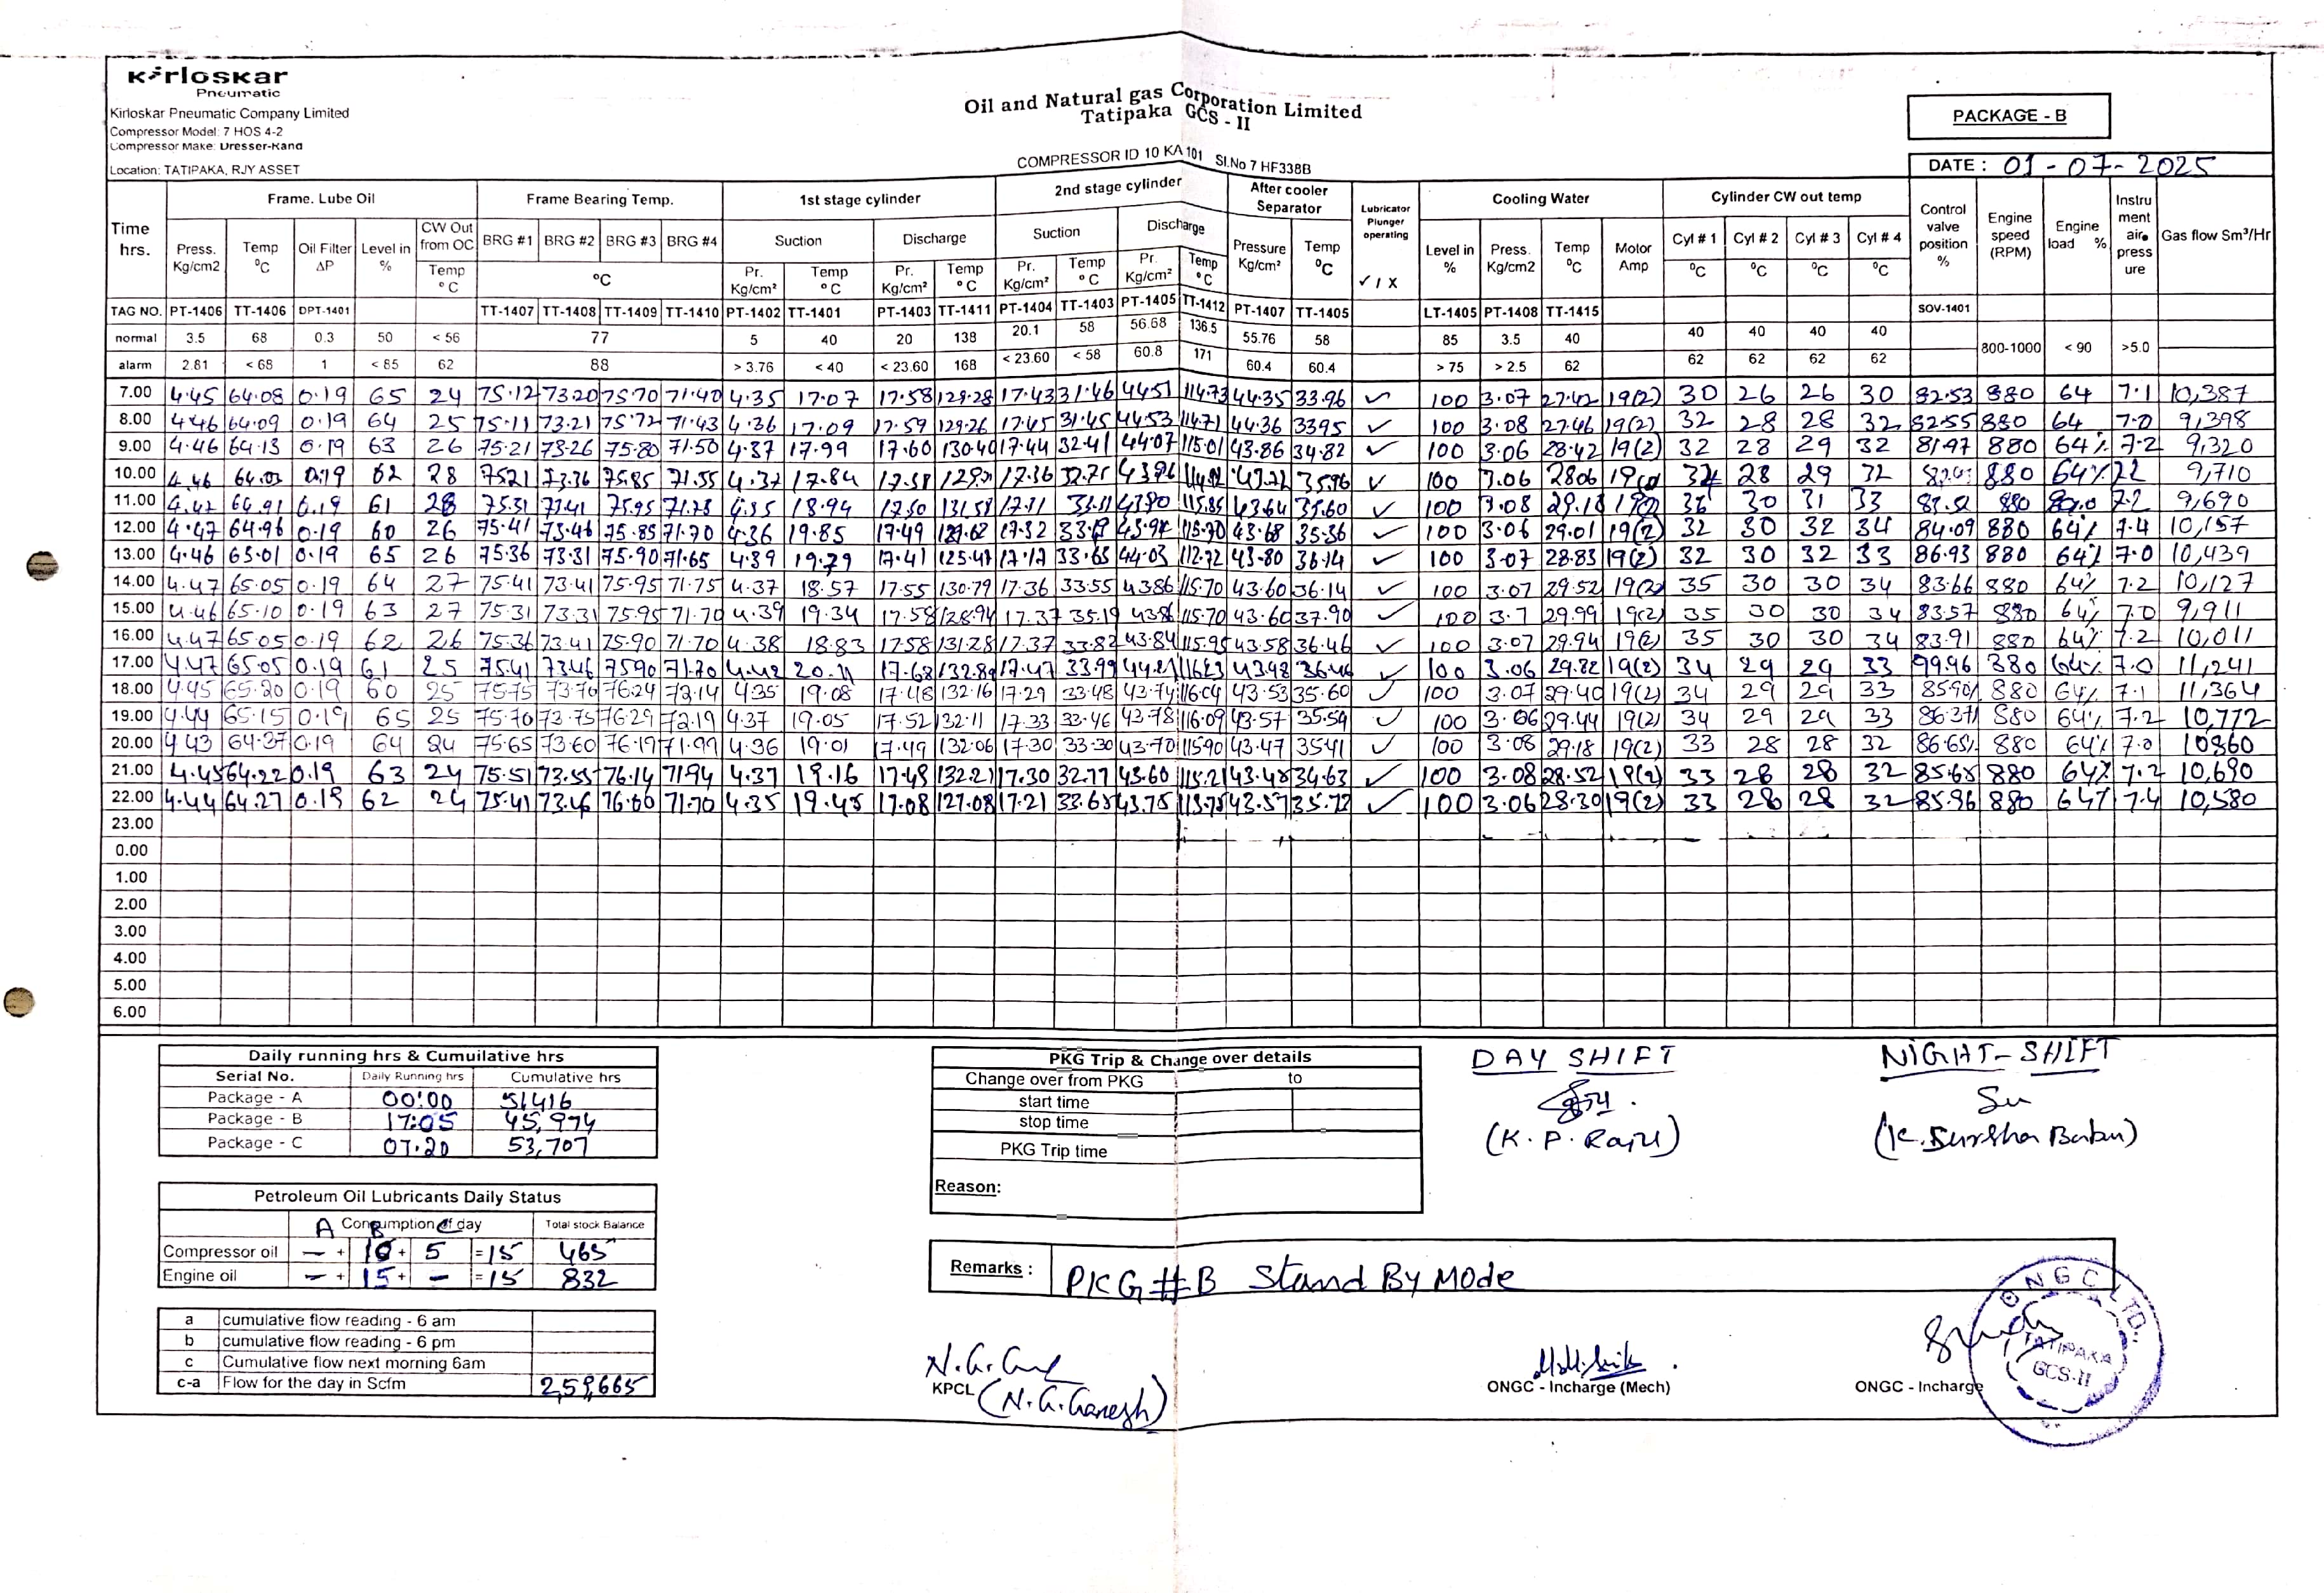 Kirloskar
Pneumatic
Kirloskar Pneumatic Company Limited
Compressor Model: 7 HOS 4-2
Compressor Make: Dresser-Rand
Location: TATIPAKA, RJY ASSET
Oil and Natural gas Corporation Limited
Tatipaka GCS - II
COMPRESSOR ID 10 KA 101 SI.No 7 HF338B
PACKAGE - B
DATE : 01-07-2025
Time hrs. Frame. Lube Oil Frame Bearing Temp. 1st stage cylinder 2nd stage cylinder After cooler Separator Lubricator Plunger operating Cooling Water Cylinder CW out temp Control valve position % Engine speed (RPM) Engine load % Instru ment air press ure Gas flow Sm³/Hr
Press. Kg/cm2 Temp ⁰C Oil Filter ΔP Level in % CW Out from OC BRG #1 BRG #2 BRG #3 BRG #4 Suction Discharge Suction Discharge Pressure Kg/cm² Temp ⁰C Level in % Press. Kg/cm2 Temp ⁰C Motor Amp Cyl # 1 Cyl # 2 Cyl # 3 Cyl # 4
Temp ° C ⁰C Pr. Kg/cm² Temp ° C Pr. Kg/cm² Temp ° C Pr. Kg/cm² Temp ° C Pr. Kg/cm² Temp ° C ✓ / X ⁰C ⁰C ⁰C ⁰C
TAG NO. PT-1406 TT-1406 DPT-1401 TT-1407 TT-1408 TT-1409 TT-1410 PT-1402 TT-1401 PT-1403 TT-1411 PT-1404 TT-1403 PT-1405 TT-1412 PT-1407 TT-1405 LT-1405 PT-1408 TT-1415 SOV-1401
normal 3.5 68 0.3 50 < 56 77 5 40 20 138 20.1 58 56.68 136.5 55.76 58 85 3.5 40 40 40 40 40 800-1000 < 90 >5.0
alarm 2.81 < 68 1 < 85 62 88 > 3.76 < 40 < 23.60 168 < 23.60 < 58 60.8 171 60.4 60.4 > 75 > 2.5 62 62 62 62 62
7.00 4.45 64.08 0.19 65 24 75.12 73.20 75.70 71.40 4.35 17.07 17.58 129.28 17.43 31.46 44.51 114.73 44.35 33.96 ✓ 100 3.07 27.42 19(2) 30 26 26 30 82.53 880 64 7.1 10,387
8.00 4.46 64.09 0.19 64 25 75.11 73.21 75.72 71.43 4.36 17.09 17.59 129.26 17.45 31.45 44.53 114.71 44.36 33.95 ✓ 100 3.08 27.46 19(2) 32 28 28 32 82.55 880 64 7.0 9,398
9.00 4.46 64.13 0.19 63 26 75.21 73.26 75.80 71.50 4.37 17.99 17.60 130.40 17.44 32.41 44.07 115.01 43.86 34.82 ✓ 100 3.06 28.42 19(2) 32 28 29 32 81.97 880 64% 7.2 9,320
10.00 4.46 64.03 0.19 62 28 75.21 73.36 75.85 71.55 4.37 17.84 17.36 32.75 35.96 ✓ 100 3.06 28.06 28 29 32 880 64% 9,710
11.00 4.47 64.91 0.19 61 28 75.31 73.41 75.95 4.35 18.94 17.50 131.58 17.31 43.90 115.85 43.64 35.60 ✓ 100 3.08 29.18 30 31 33 880 7.2 9,690
12.00 4.47 64.96 0.19 60 26 75.41 73.46 75.85 71.70 4.36 19.85 17.49 17.32 115.70 43.68 35.36 ✓ 100 3.06 29.01 19(2) 32 30 32 34 84.09 880 64% 7.4 10,157
13.00 4.46 65.01 0.19 65 26 75.36 73.31 75.90 71.65 4.39 19.79 17.41 125.47 17.17 33.65 44.03 112.72 43.80 36.14 ✓ 100 3.07 28.83 19(2) 32 30 32 33 86.93 880 64% 7.0 10,439
14.00 4.47 65.05 0.19 64 27 75.41 73.41 75.95 71.75 4.37 18.57 17.55 130.79 17.36 33.55 43.86 115.70 43.60 36.14 ✓ 100 3.07 29.52 19(2) 35 30 30 34 83.66 880 64% 7.2 10,127
15.00 4.46 65.10 0.19 63 27 75.31 73.31 75.95 71.70 4.39 19.34 17.58 128.94 17.37 35.19 43.86 115.70 43.60 37.90 ✓ 100 3.7 29.99 19(2) 35 30 30 34 83.57 880 64% 7.0 9,911
16.00 4.47 65.05 0.19 62 26 75.36 73.41 75.90 71.70 4.38 18.83 17.58 131.28 17.37 33.82 43.84 115.95 43.58 36.46 ✓ 100 3.07 29.94 19(2) 35 30 30 34 83.91 880 64% 7.2 10,011
17.00 4.47 65.05 0.19 61 25 75.41 73.46 75.90 71.70 4.42 20.11 17.68 132.89 17.47 33.99 44.21 116.23 43.98 36.46 ✓ 100 3.06 29.82 19(2) 34 29 29 33 99.96 880 64% 7.0 11,241
18.00 4.45 65.20 0.19 60 25 75.75 73.70 76.24 72.14 4.35 19.08 17.48 132.16 17.29 33.48 43.74 116.04 43.53 35.60 ✓ 100 3.07 29.40 19(2) 34 29 29 33 85.90% 880 64% 7.1 11,364
19.00 4.44 65.15 0.19 65 25 75.70 73.75 76.29 72.19 4.37 19.05 17.52 132.11 17.33 33.46 43.78 116.09 43.57 35.54 ✓ 100 3.06 29.44 19(2) 34 29 29 33 86.37% 880 64% 7.2 10,772
20.00 4.43 64.37 0.19 64 24 75.65 73.60 76.19 71.99 4.36 19.01 17.49 132.06 17.30 33.30 43.70 115.90 43.47 35.41 ✓ 100 3.08 29.18 19(2) 33 28 28 32 86.65% 880 64% 7.0 10860
21.00 4.45 64.22 0.19 63 24 75.51 73.55 76.14 71.94 4.37 19.16 17.49 132.21 17.30 32.77 43.60 115.21 43.48 34.63 ✓ 100 3.08 28.52 19(2) 33 28 28 32 85.68 880 64% 7.2 10,690
22.00 4.44 64.27 0.19 62 24 75.41 73.46 76.00 71.70 4.35 19.45 17.08 127.08 17.21 33.68 43.75 113.75 43.57 35.72 ✓ 100 3.06 28.30 19(2) 33 28 28 32 85.96 880 64% 7.4 10,580
23.00
0.00
1.00
2.00
3.00
4.00
5.00
6.00
Daily running hrs & Cumuilative hrs
Serial No. Daily Running hrs Cumulative hrs
Package - A 00:00 51416
Package - B 17:05 45,974
Package - C 07.20 53,707
Petroleum Oil Lubricants Daily Status
A B C Consumption of day Total stock Balance
Compressor oil - + 10 + 5 = 15 465
Engine oil - + 15 + - = 15 832
a cumulative flow reading - 6 am
b cumulative flow reading - 6 pm
c Cumulative flow next morning 6am
c-a Flow for the day in Scfm 2,59,665
PKG Trip & Change over details
Change over from PKG to
start time
stop time
PKG Trip time
Reason:
DAY SHIFT
(K. P. Raju)
NIGHT-SHIFT
(K. Suresha Babu)
Remarks : PKG#B Stand By Mode
KPCL (N.G.Ganesh)
ONGC - Incharge (Mech)
ONGC - Incharge
ONGC LTD.,
TATIPAKA
GCS-II